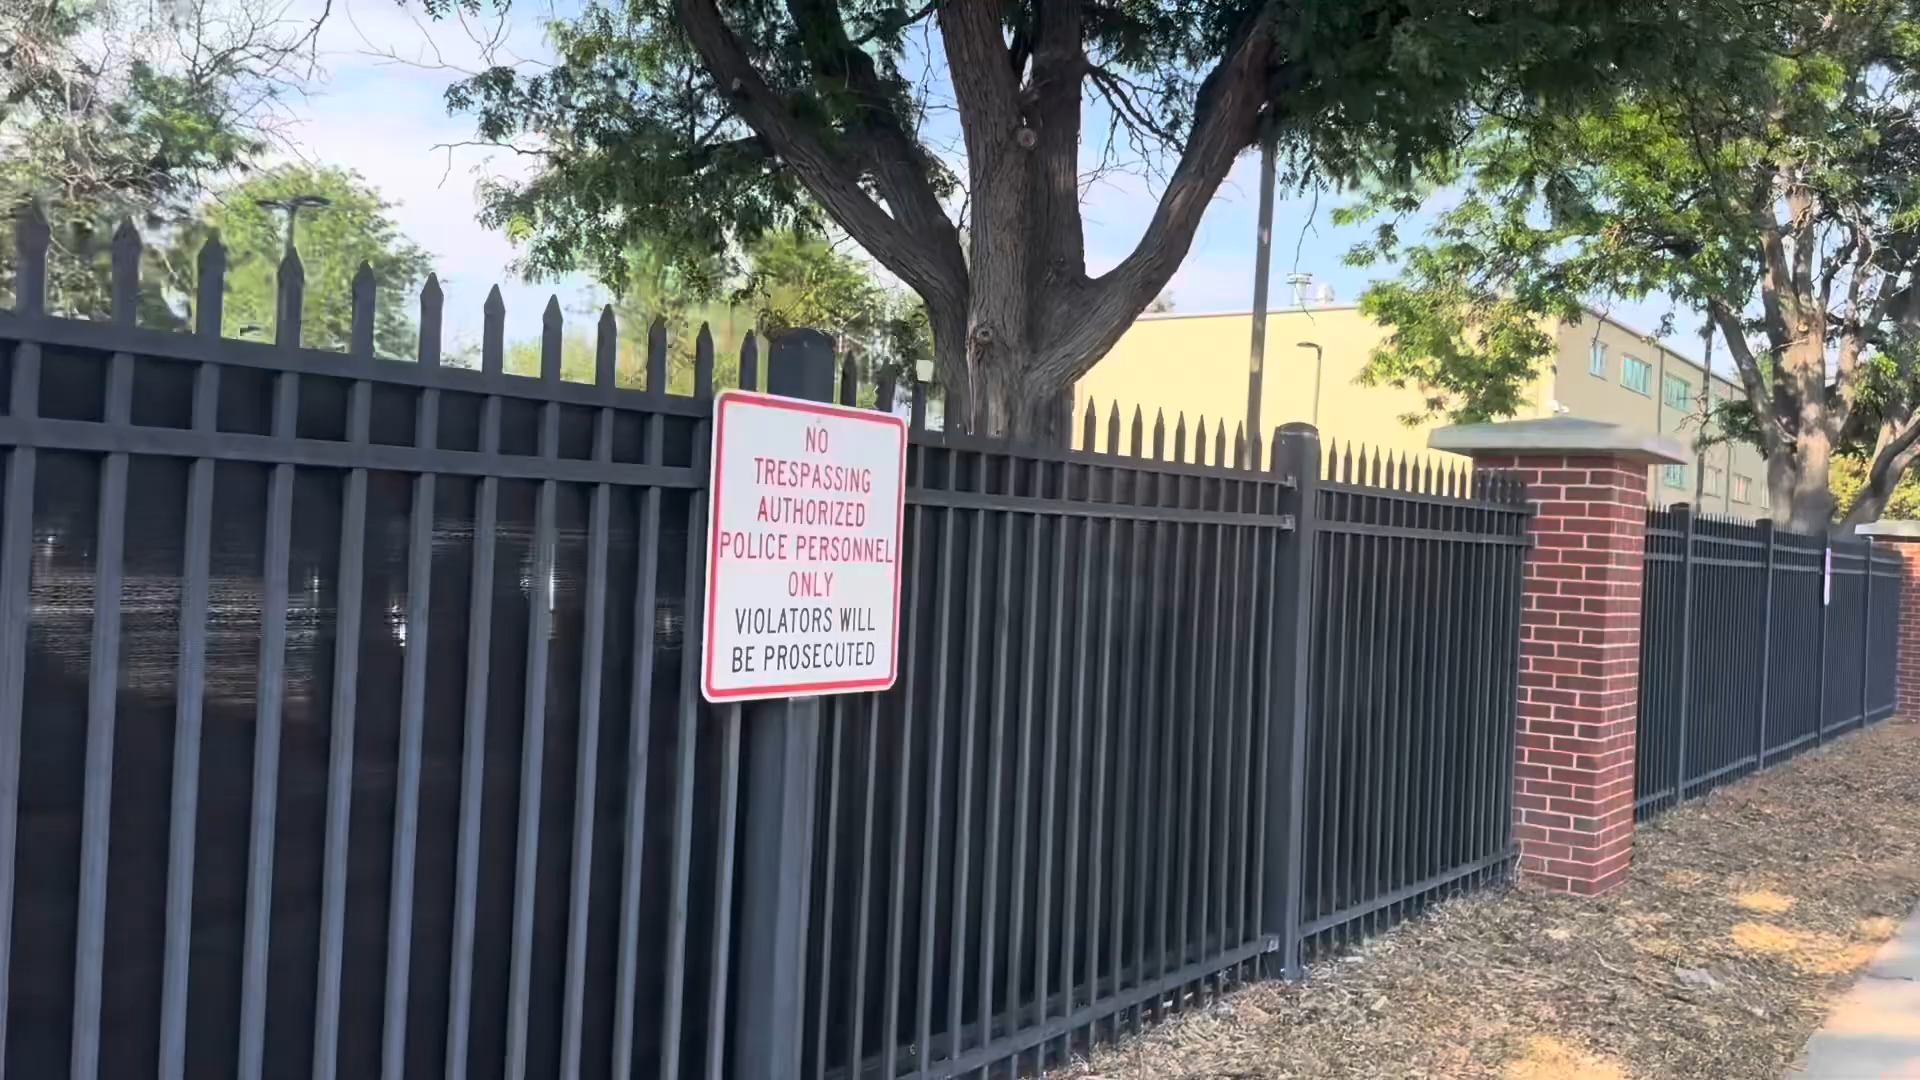 NO
TRESPASSING
AUTHORIZED
POLICE PERSONNEL
ONLY
VIOLATORS WILL
BE PROSECUTED